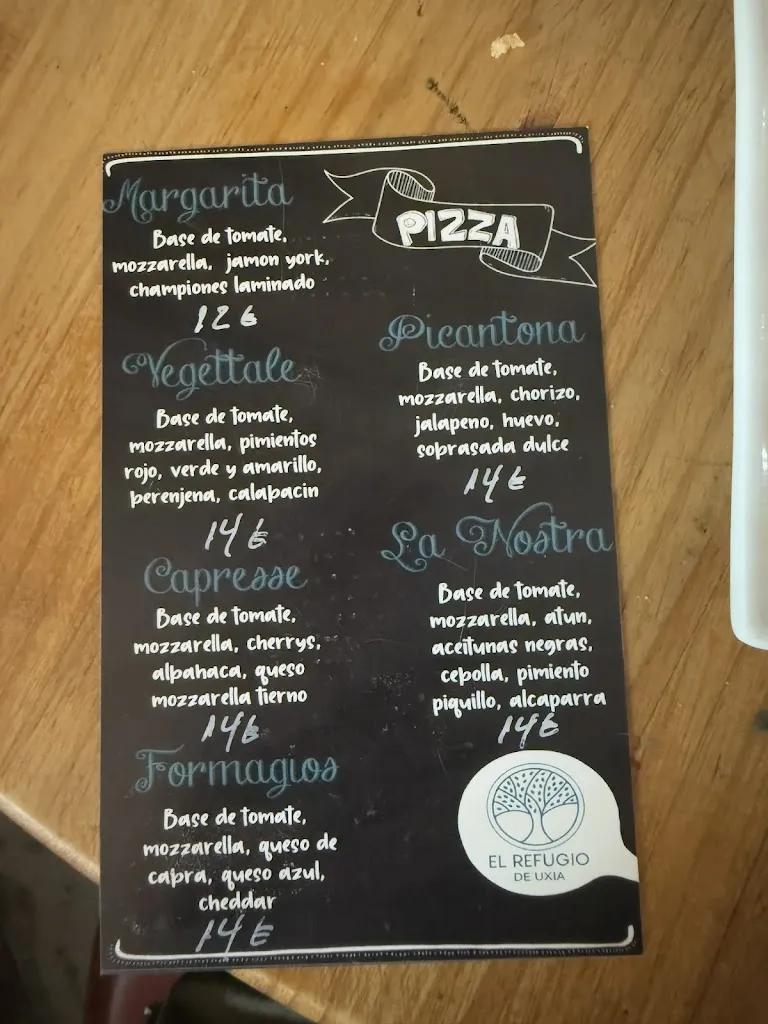 Margarita
Base de tomate,
mozzarella, jamon york,
championes laminado
12€
Vegettale
Base de tomate,
mozzarella, pimientos
rojo, verde y amarillo,
berenjena, calabacin
14€
Capresse
Base de tomate,
mozzarella, cherrys,
albahaca, queso
mozzarella tierno
14€
Formagios
Base de tomate,
mozzarella, queso de
cabra, queso azul,
cheddar
14€
PIZZA
Picantona
Base de tomate,
mozzarella, chorizo,
jalapeno, huevo,
sobrasada dulce
14€
La Nostra
Base de tomate,
mozzarella, atun,
aceitunas negras,
cebolla, pimiento
piquillo, alcaparra
14€
EL REFUGIO
DE UXIA